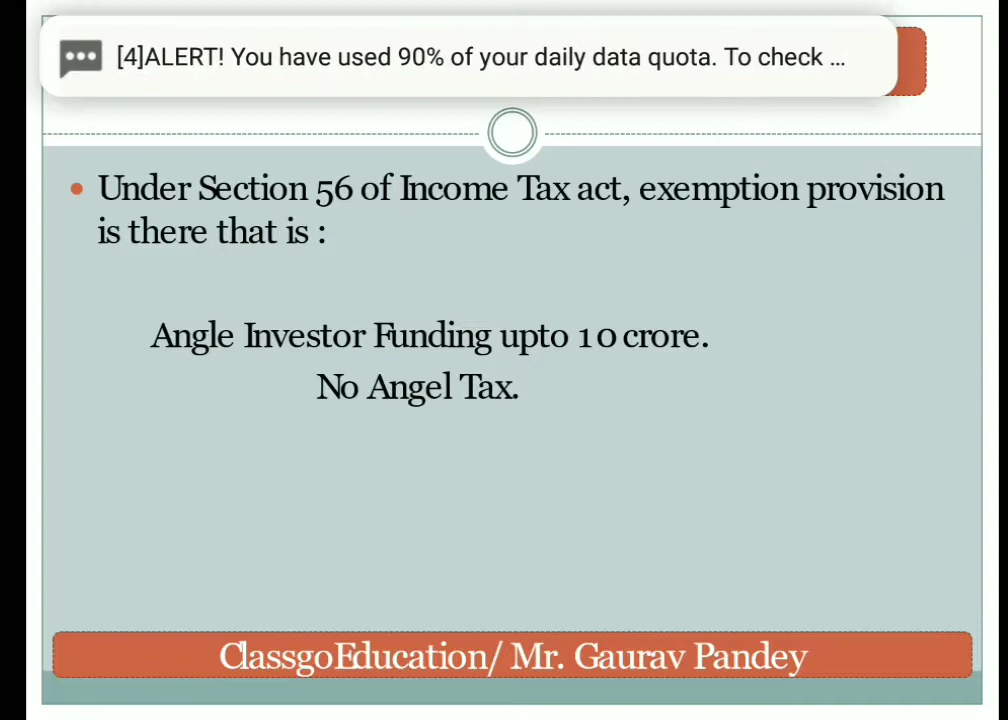 [4]ALERT! You have used 90% of your daily data quota. To check ...
Under Section 56 of Income Tax act, exemption provision
is there that is :
Angle Investor Funding upto 10 crore.
No Angel Tax.
ClassgoEducation/ Mr. Gaurav Pandey